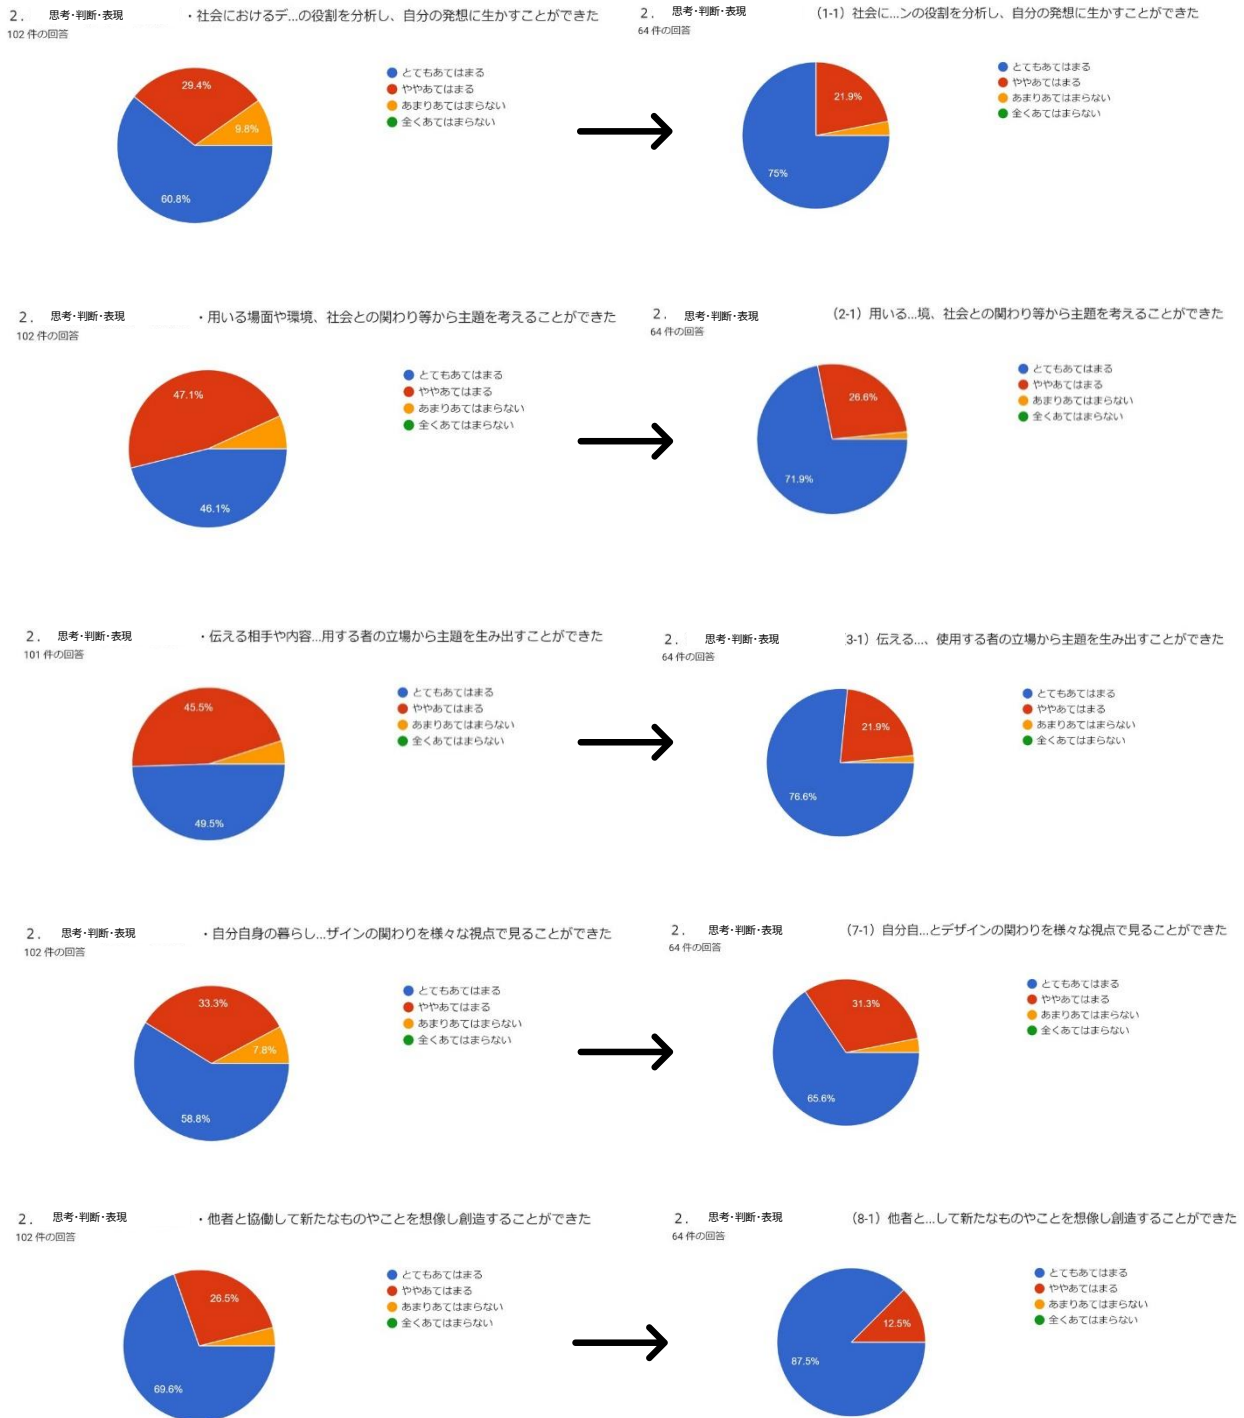 2. 思考・判断・表現 ・社会におけるデ...の役割を分析し、自分の発想に生かすことができた
102 件の回答
29.4%
9.8%
60.8%
とてもあてはまる
ややあてはまる
あまりあてはまらない
全くあてはまらない
2. 思考・判断・表現 (1-1) 社会に...ンの役割を分析し、自分の発想に生かすことができた
64 件の回答
21.9%
75%
とてもあてはまる
ややあてはまる
あまりあてはまらない
全くあてはまらない
2. 思考・判断・表現 ・用いる場面や環境、社会との関わり等から主題を考えることができた
102 件の回答
47.1%
46.1%
とてもあてはまる
ややあてはまる
あまりあてはまらない
全くあてはまらない
2. 思考・判断・表現 (2-1) 用いる...境、社会との関わり等から主題を考えることができた
64 件の回答
26.6%
71.9%
とてもあてはまる
ややあてはまる
あまりあてはまらない
全くあてはまらない
2. 思考・判断・表現 ・伝える相手や内容...用する者の立場から主題を生み出すことができた
101 件の回答
45.5%
49.5%
とてもあてはまる
ややあてはまる
あまりあてはまらない
全くあてはまらない
2. 思考・判断・表現 3-1) 伝える...、使用する者の立場から主題を生み出すことができた
64 件の回答
21.9%
76.6%
とてもあてはまる
ややあてはまる
あまりあてはまらない
全くあてはまらない
2. 思考・判断・表現 ・自分自身の暮らし...ザインの関わりを様々な視点で見ることができた
102 件の回答
33.3%
7.8%
58.8%
とてもあてはまる
ややあてはまる
あまりあてはまらない
全くあてはまらない
2. 思考・判断・表現 (7-1) 自分自...とデザインの関わりを様々な視点で見ることができた
64 件の回答
31.3%
65.6%
とてもあてはまる
ややあてはまる
あまりあてはまらない
全くあてはまらない
2. 思考・判断・表現 ・他者と協働して新たなものやことを想像し創造することができた
102 件の回答
26.5%
69.6%
とてもあてはまる
ややあてはまる
あまりあてはまらない
全くあてはまらない
2. 思考・判断・表現 (8-1) 他者と...して新たなものやことを想像し創造することができた
64 件の回答
12.5%
87.5%
とてもあてはまる
ややあてはまる
あまりあてはまらない
全くあてはまらない